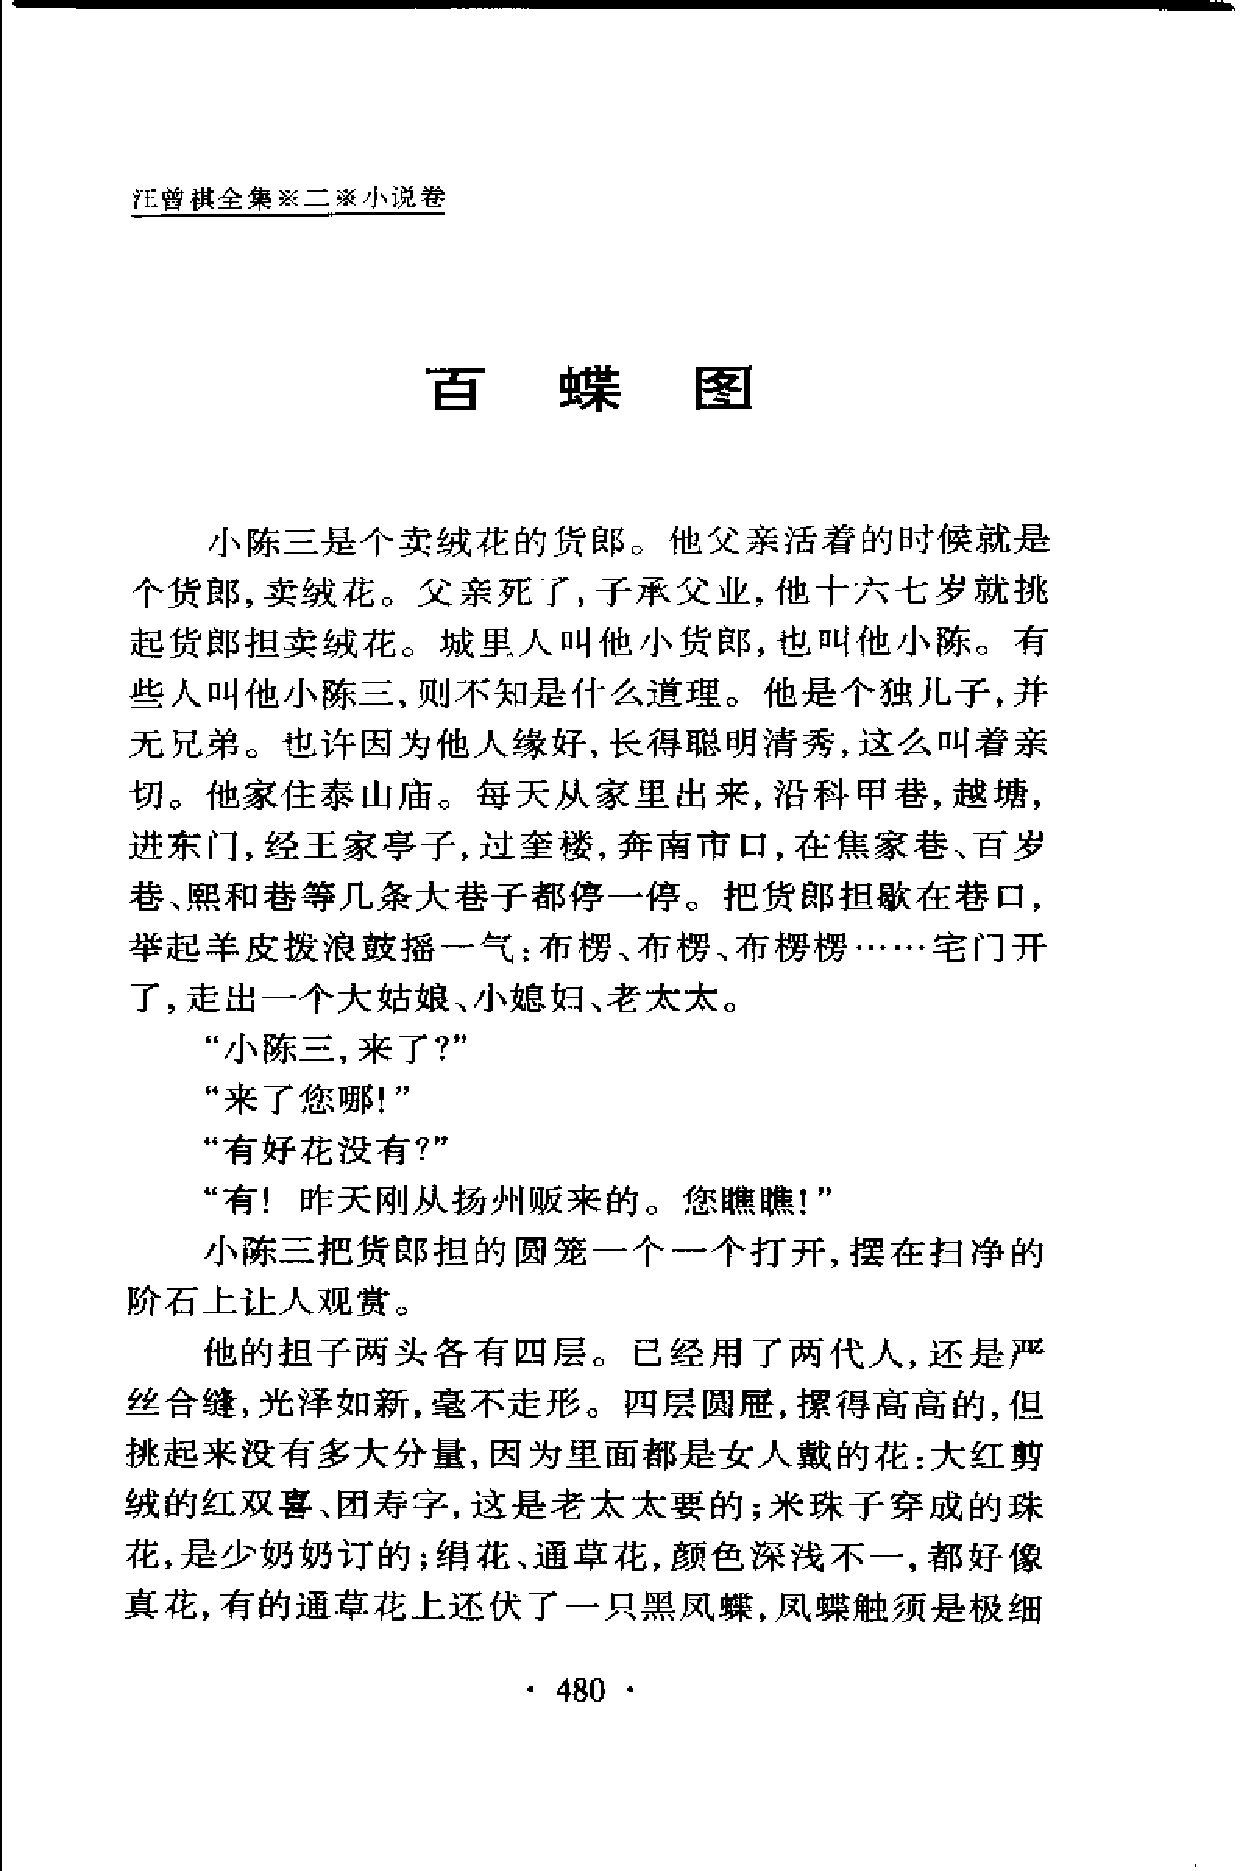 汪曾祺全集※二※小说卷
百蝶图
小陈三是个卖绒花的货郎。他父亲活着的时候就是
个货郎,卖绒花。父亲死了,子承父业,他十六七岁就挑
起货郎担卖绒花。城里人叫他小货郎,也叫他小陈。有
些人叫他小陈三、则不知是什么道理。他是个独儿子,并
无兄弟。也许因为他人缘好,长得聪明清秀,这么叫着亲
切。他家住泰山庙。每天从家里出来,沿科甲巷,越塘,
进东门,经王家亭子,过奎楼,奔南市口,在焦家巷、百岁
巷、熙和巷等几条大巷子都停一停。把货郎担歇在巷口,
举起羊皮拨浪鼓摇一气:布楞、布楞、布楞楞……宅门开
了,走出一个大姑娘、小媳妇、老太太。
“小陈三,来了?”
“来了您哪!”
“有好花没有?”
“有! 昨天刚从扬州贩来的。您瞧瞧!”
小陈三把货郎担的圆笼一个一个打开,摆在扫净的
阶石上让人观赏。
他的担子两头各有四层。已经用了两代人,还是严
丝合缝,光泽如新,毫不走形。四层圆屉,摞得高高的,但
挑起来没有多大分量,因为里面都是女人戴的花:大红剪
绒的红双喜、团寿字,这是老太太要的;米珠子穿成的珠
花,是少奶奶订的;绢花、通草花,颜色深浅不一,都好像
真花,有的通草花上还伏了一只黑凤蝶,凤蝶触须是极细
· 480 ·